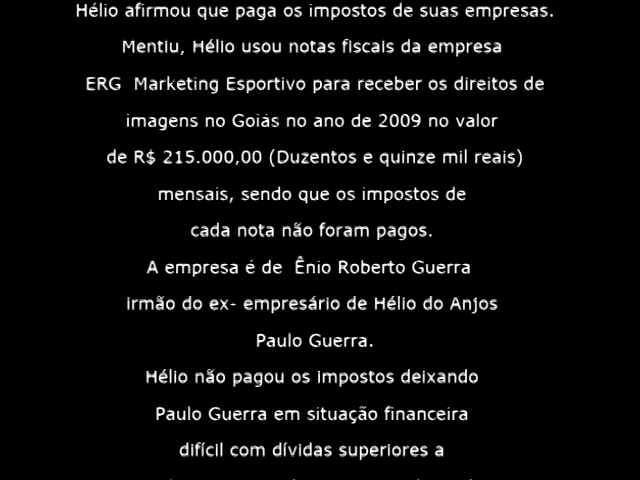 Hélio afirmou que paga os impostos de suas empresas.
Mentiu, Hélio usou notas fiscais da empresa
ERG Marketing Esportivo para receber os direitos de
imagens no Goiás no ano de 2009 no valor
de R$ 215.000,00 (Duzentos e quinze mil reais)
mensais, sendo que os impostos de
cada nota não foram pagos.
A empresa é de Ênio Roberto Guerra
irmão do ex- empresário de Hélio do Anjos
Paulo Guerra.
Hélio não pagou os impostos deixando
Paulo Guerra em situação financeira
difícil com dívidas superiores a